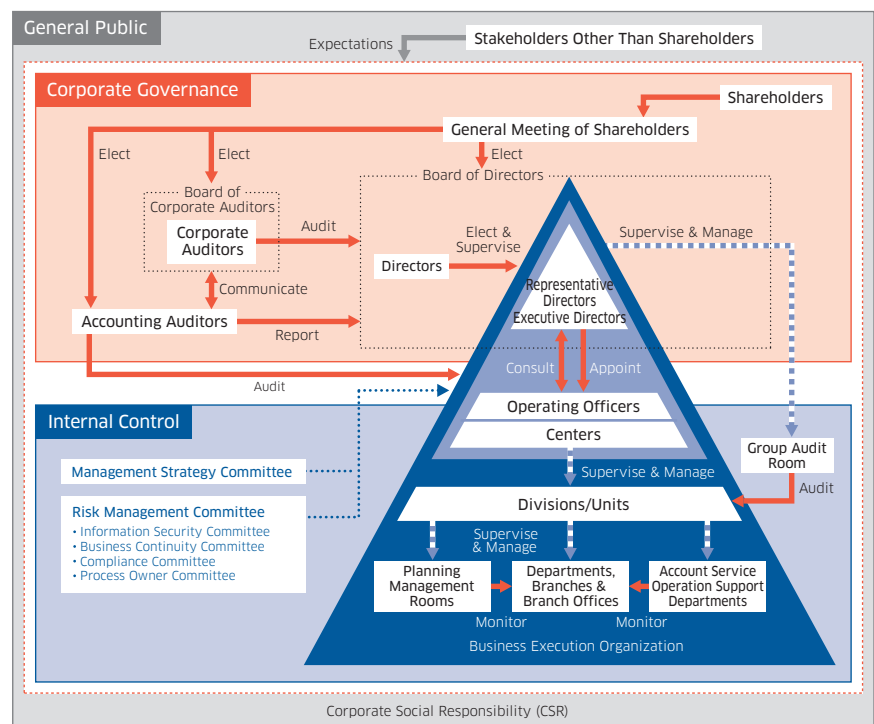 General Public
Stakeholders Other Than Shareholders
Expectations
Corporate Governance
Shareholders
General Meeting of Shareholders
Elect
Elect
Elect
Board of Directors
Board of
Corporate Auditors
Corporate
Auditors
Audit
Elect &
Supervise
Supervise & Manage
Directors
Representative
Directors
Executive Directors
Communicate
Accounting Auditors
Report
Consult
Appoint
Audit
Operating Officers
Internal Control
Centers
Group Audit
Room
Management Strategy Committee
Supervise & Manage
Audit
Divisions/Units
Risk Management Committee
• Information Security Committee
• Business Continuity Committee
• Compliance Committee
• Process Owner Committee
Supervise
& Manage
Planning
Management
Rooms
Departments,
Branches &
Branch Offices
Account Service
Operation Support
Departments
Monitor
Monitor
Business Execution Organization
Corporate Social Responsibility (CSR)